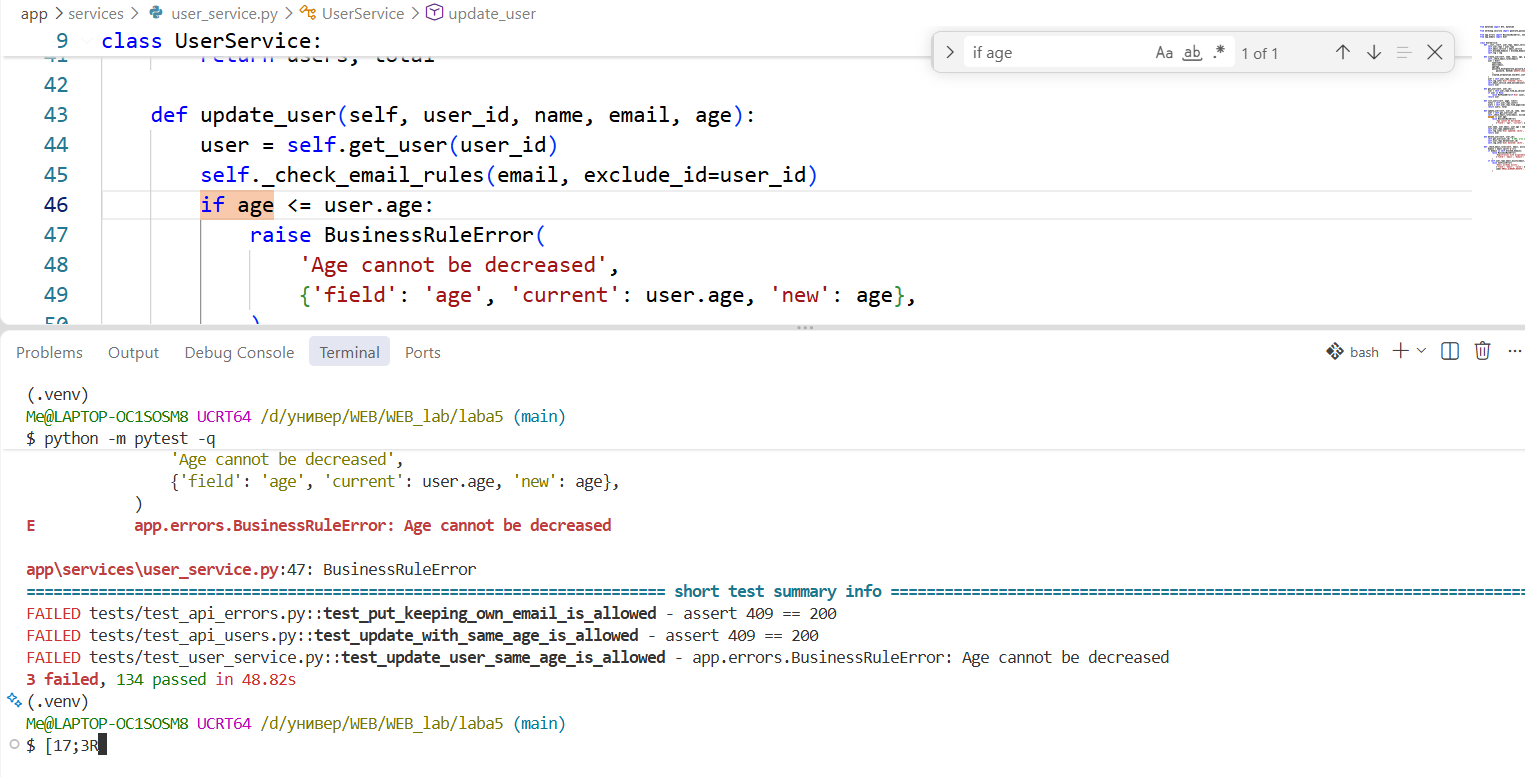 app > services > user_service.py > UserService > update_user
9 class UserService:
if age Aa ab .* 1 of 1
41 return users, total
42
43 def update_user(self, user_id, name, email, age):
44 user = self.get_user(user_id)
45 self._check_email_rules(email, exclude_id=user_id)
46 if age <= user.age:
47 raise BusinessRuleError(
48 'Age cannot be decreased',
49 {'field': 'age', 'current': user.age, 'new': age},
50 )
Problems Output Debug Console Terminal Ports bash
(.venv)
Me@LAPTOP-OC1SOSM8 UCRT64 /d/универ/WEB/WEB_lab/laba5 (main)
$ python -m pytest -q
'Age cannot be decreased',
{'field': 'age', 'current': user.age, 'new': age},
)
E app.errors.BusinessRuleError: Age cannot be decreased
app\services\user_service.py:47: BusinessRuleError
short test summary info
FAILED tests/test_api_errors.py::test_put_keeping_own_email_is_allowed - assert 409 == 200
FAILED tests/test_api_users.py::test_update_with_same_age_is_allowed - assert 409 == 200
FAILED tests/test_user_service.py::test_update_user_same_age_is_allowed - app.errors.BusinessRuleError: Age cannot be decreased
3 failed, 134 passed in 48.82s
(.venv)
Me@LAPTOP-OC1SOSM8 UCRT64 /d/универ/WEB/WEB_lab/laba5 (main)
$ [17;3R